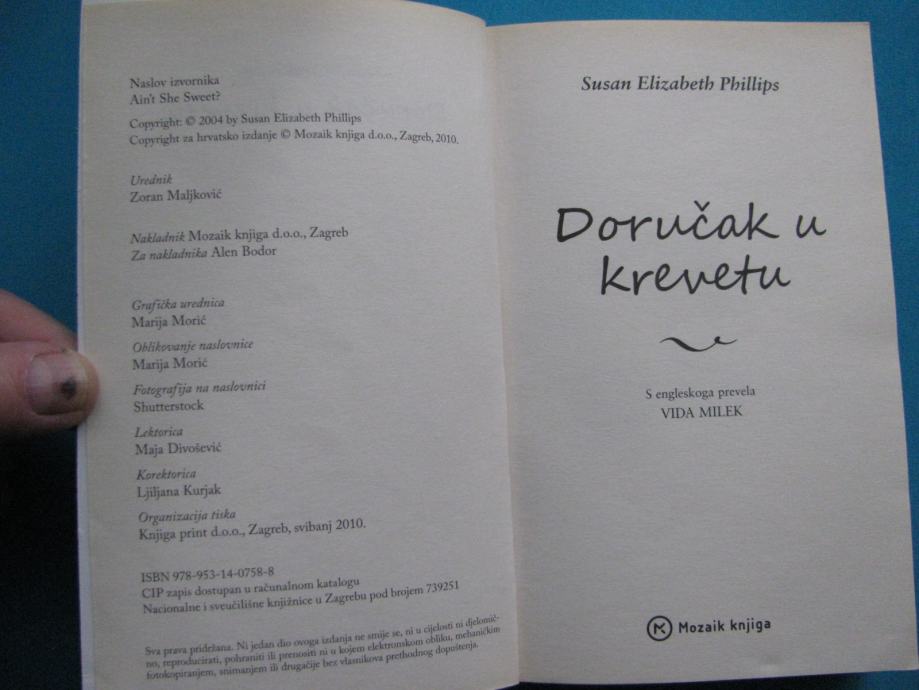 Naslov izvornika
Ain't She Sweet?
Copyright: © 2004 by Susan Elizabeth Phillips
Copyright za hrvatsko izdanje © Mozaik knjiga d.o.o., Zagreb, 2010.
Urednik
Zoran Maljković
Nakladnik Mozaik knjiga d.o.o., Zagreb
Za nakladnika Alen Bodor
Grafička urednica
Marija Morić
Oblikovanje naslovnice
Marija Morić
Fotografija na naslovnici
Shutterstock
Lektorica
Maja Divošević
Korektorica
Ljiljana Kurjak
Organizacija tiska
Knjiga print d.o.o., Zagreb, svibanj 2010.
ISBN 978-953-14-0758-8
CIP zapis dostupan u računalnom katalogu
Nacionalne i sveučilišne knjižnice u Zagrebu pod brojem 739251
Sva prava pridržana. Ni jedan dio ovoga izdanja ne smije se, ni u cijelosti ni djelomič-
no, reproducirati, pohraniti ili prenositi ni u kojem elektronskom obliku, mehaničkim
fotokopiranjem, snimanjem ili drugačije bez vlasnikova prethodnog dopuštenja.
Susan Elizabeth Phillips
Doručak u
krevetu
S engleskoga prevela
VIDA MILEK
Mozaik knjiga